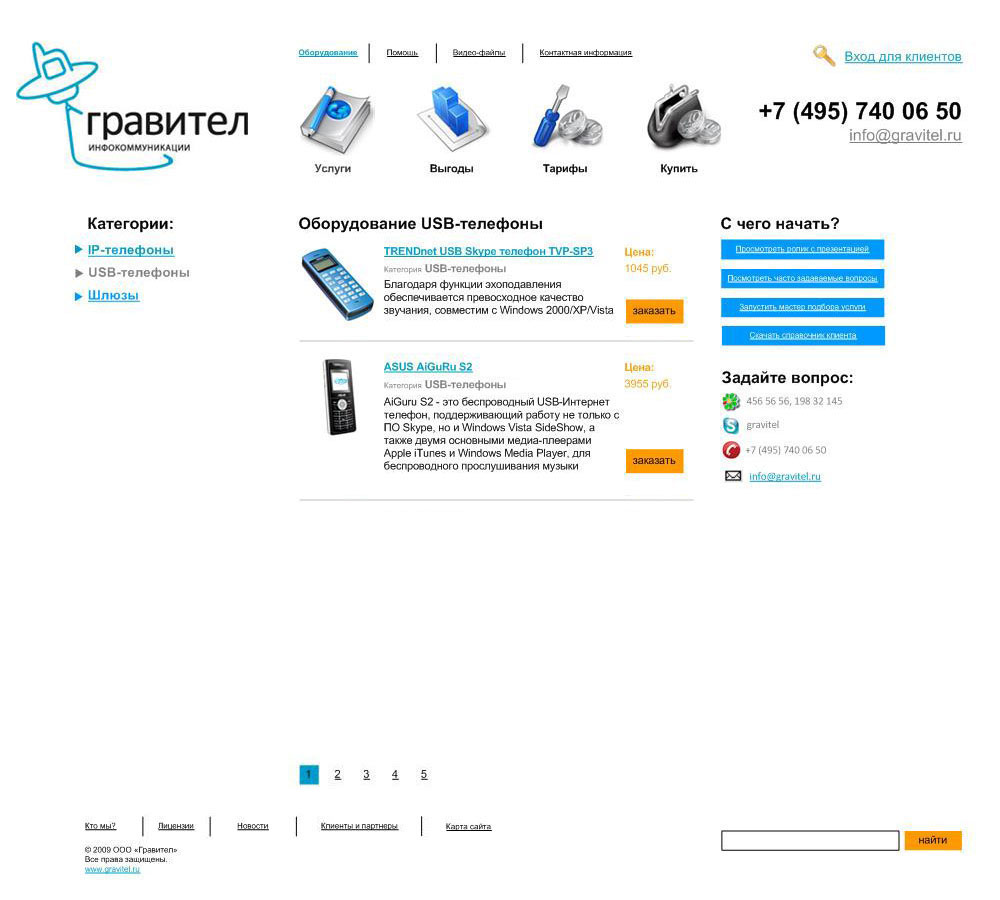 Оборудование
Помощь
Видео-файлы
Контактная информация
Вход для клиентов
гравител
ИНФОКОММУНИКАЦИИ
+7 (495) 740 06 50
info@gravitel.ru
Услуги
Выгоды
Тарифы
Купить
Категории:
IP-телефоны
USB-телефоны
Шлюзы
Оборудование USB-телефоны
TRENDnet USB Skype телефон TVP-SP3
Категория USB-телефоны
Благодаря функции эхоподавления
обеспечивается превосходное качество
звучания, совместим с Windows 2000/XP/Vista
Цена:
1045 руб.
заказать
ASUS AiGuRu S2
Категория USB-телефоны
AiGuru S2 - это беспроводный USB-Интернет
телефон, поддерживающий работу не только с
ПО Skype, но и Windows Vista SideShow, а
также двумя основными медиа-плеерами
Apple iTunes и Windows Media Player, для
беспроводного прослушивания музыки
Цена:
3955 руб.
заказать
С чего начать?
Просмотреть ролик с презентацией
Посмотреть часто задаваемые вопросы
Запустить мастер подбора услуги
Скачать справочник клиента
Задайте вопрос:
456 56 56, 198 32 145
gravitel
+7 (495) 740 06 50
info@gravitel.ru
1 2 3 4 5
Кто мы?
Лицензии
Новости
Клиенты и партнеры
Карта сайта
© 2009 ООО «Гравител»
Все права защищены.
www.gravitel.ru
найти